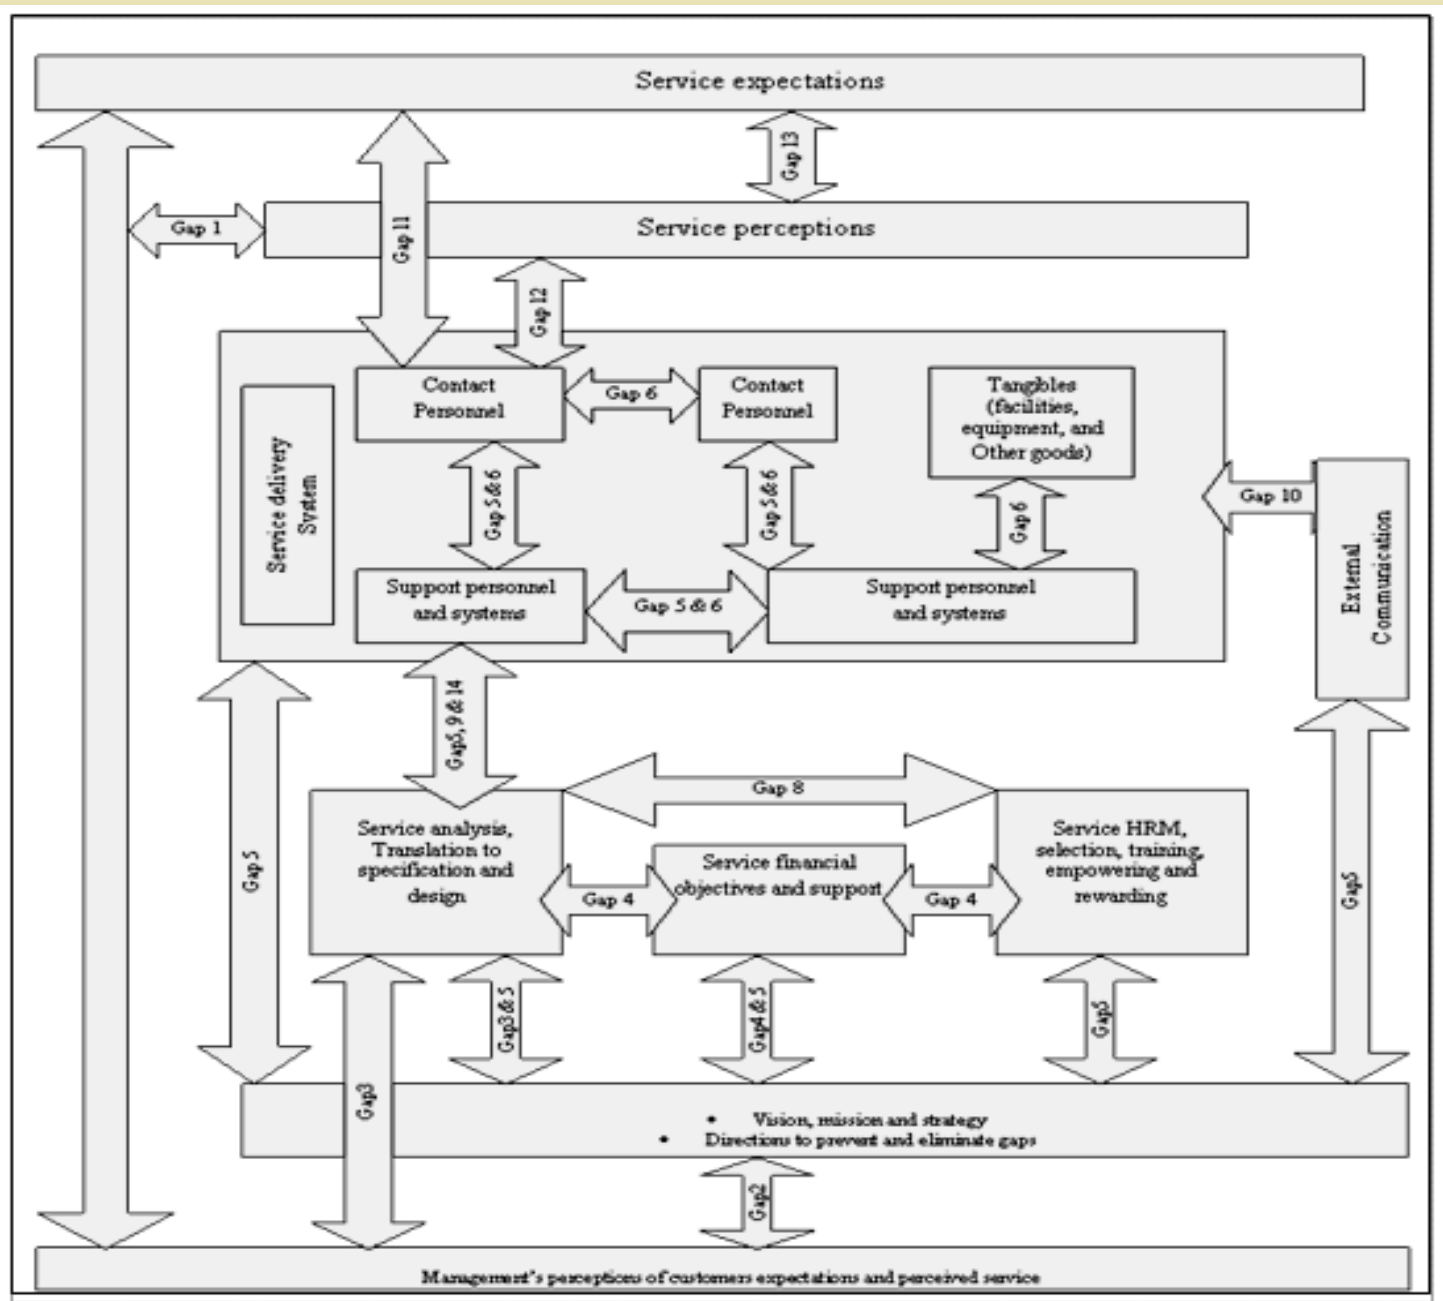 Service expectations
Gap 13
Gap 1
Gap 11
Service perceptions
Gap 12
Contact
Personnel
Gap 6
Contact
Personnel
Tangibles
(facilities,
equipment, and
Other goods)
Service delivery
System
Gap 5 & 6
Gap 5 & 6
Gap 6
Gap 10
External
Communication
Support personnel
and systems
Gap 5 & 6
Support personnel
and systems
Gap5, 9 & 14
Gap 8
Gap 5
Service analysis,
Translation to
specification and
design
Gap 4
Service financial
objectives and support
Gap 4
Service HRM,
selection, training,
empowering and
rewarding
Gap5
Gap3 & 5
Gap4 & 5
Gap5
Gap3
• Vision, mission and strategy
• Directions to prevent and eliminate gaps
Gap2
Management's perceptions of customers expectations and perceived service